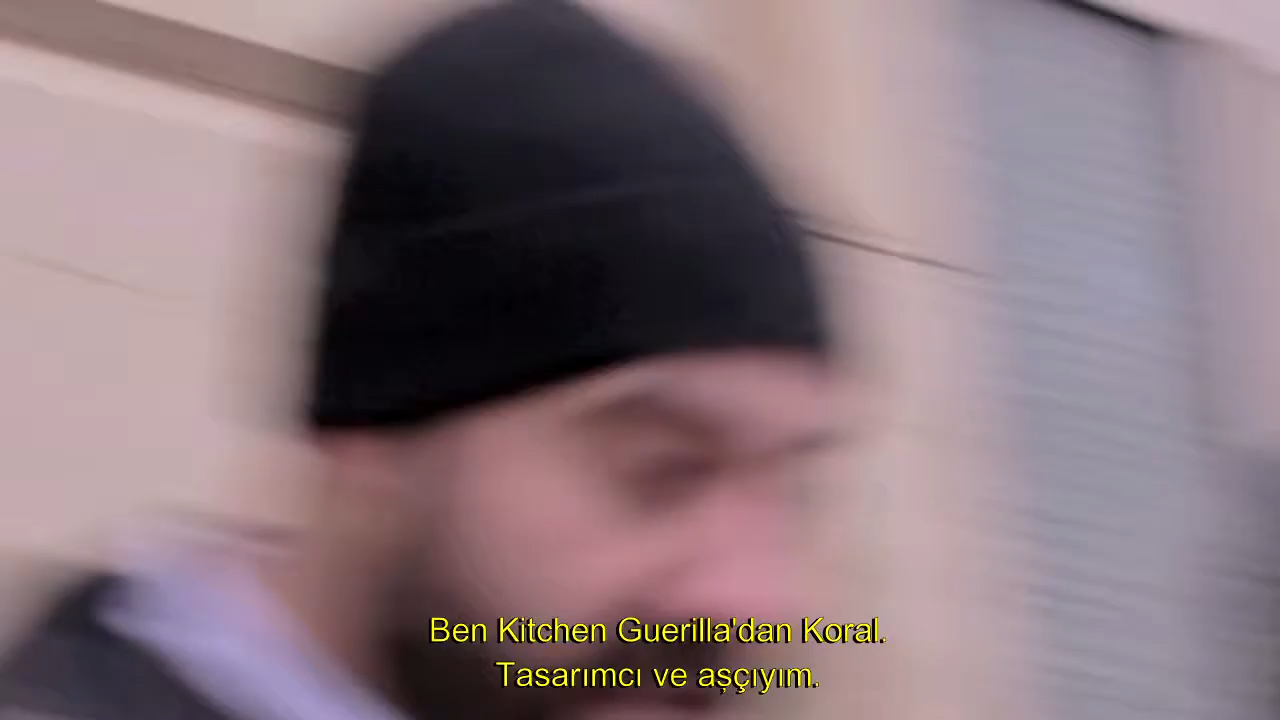 Ben Kitchen Guerilla'dan Koral.
Tasarımcı ve aşçıyım.